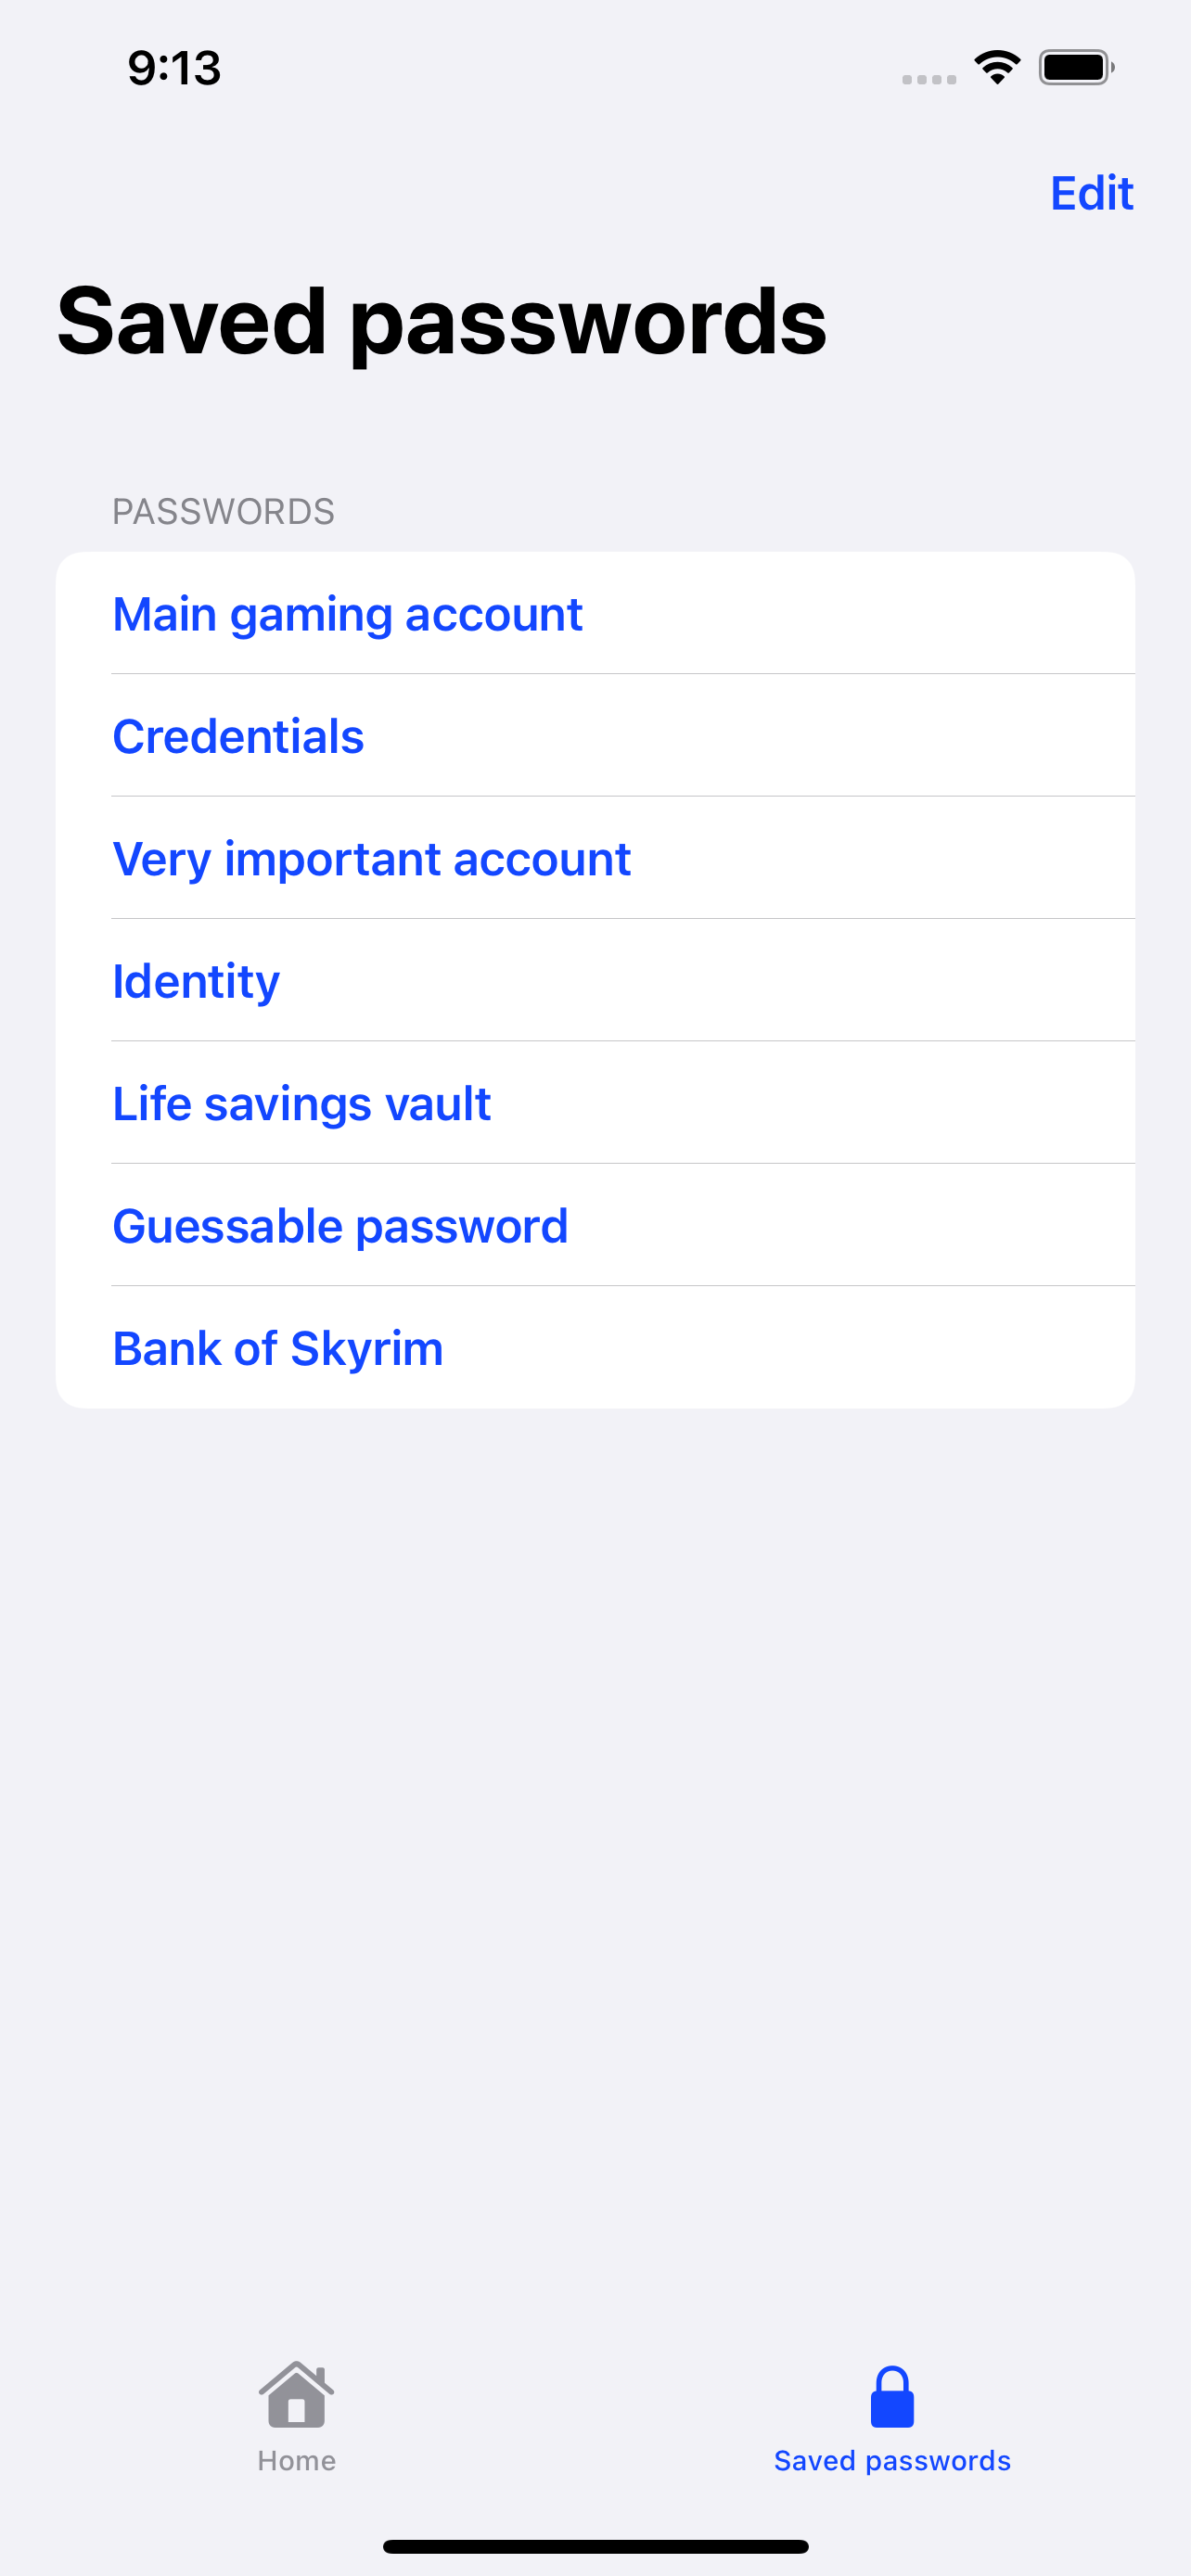 9:13
Edit
Saved passwords
PASSWORDS
Main gaming account
Credentials
Very important account
Identity
Life savings vault
Guessable password
Bank of Skyrim
Home
Saved passwords